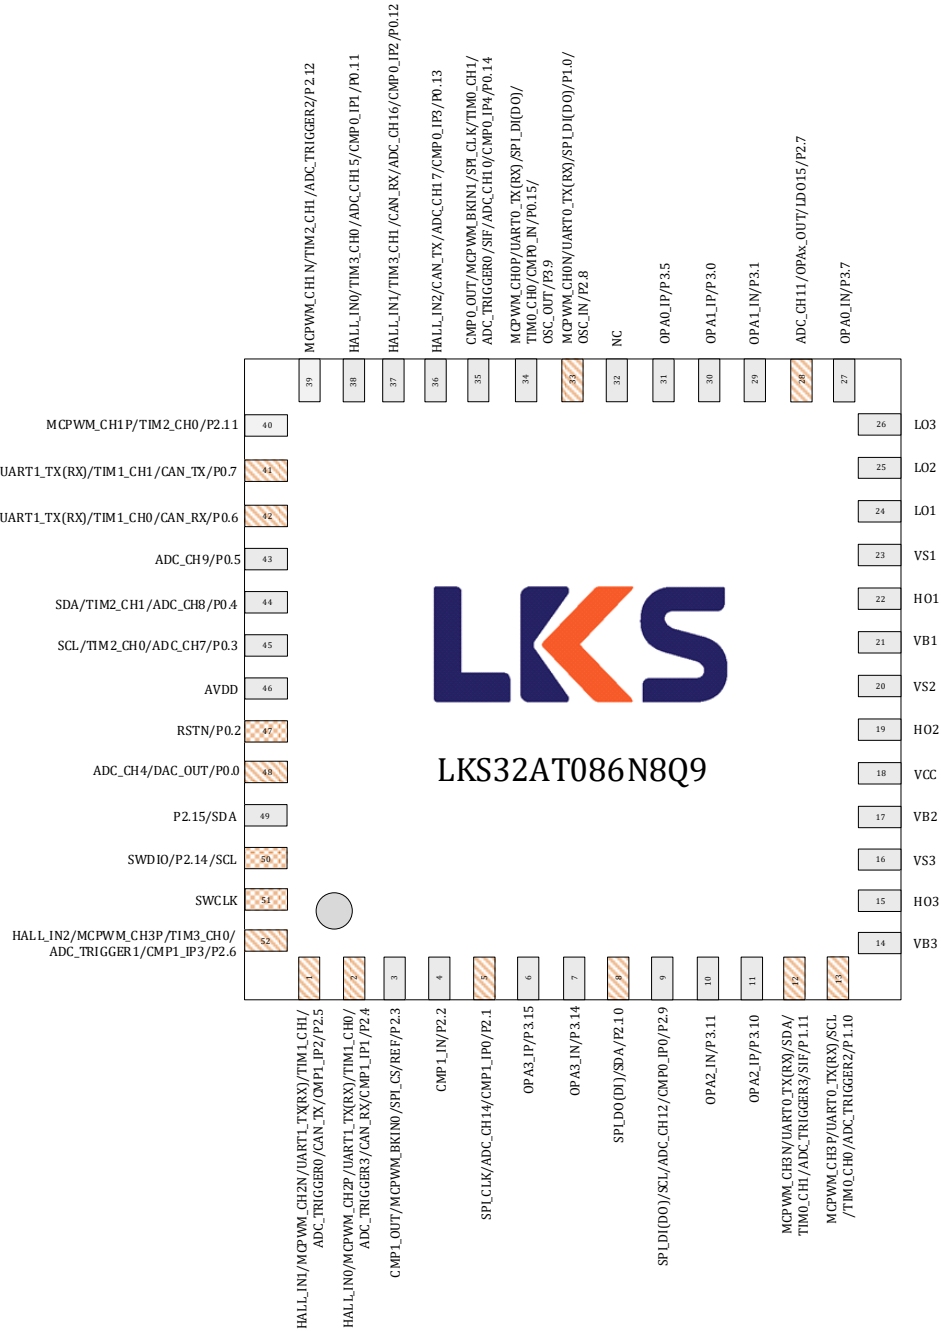 MCPWM_CH1N/TIM2_CH1/ADC_TRIGGER2/P2.12
HALL_IN0/TIM3_CH0/ADC_CH15/CMP0_IP1/P0.11
HALL_IN1/TIM3_CH1/CAN_RX/ADC_CH16/CMP0_IP2/P0.12
HALL_IN2/CAN_TX/ADC_CH17/CMP0_IP3/P0.13
CMP0_OUT/MCPWM_BKIN1/SPI_CLK/TIM0_CH1/
ADC_TRIGGER0/SIF/ADC_CH10/CMP0_IP4/P0.14
MCPWM_CH0P/UART0_TX(RX)/SPI_DI(DO)/
TIM0_CH0/CMP0_IN/P0.15/
OSC_OUT/P3.9
MCPWM_CH0N/UART0_TX(RX)/SPI_DI(DO)/P1.0/
OSC_IN/P2.8
NC
OPA0_IP/P3.5
OPA1_IP/P3.0
OPA1_IN/P3.1
ADC_CH11/OPAx_OUT/LDO15/P2.7
OPA0_IN/P3.7
39
38
37
36
35
34
33
32
31
30
29
28
27
MCPWM_CH1P/TIM2_CH0/P2.11
40
UART1_TX(RX)/TIM1_CH1/CAN_TX/P0.7
41
UART1_TX(RX)/TIM1_CH0/CAN_RX/P0.6
42
ADC_CH9/P0.5
43
SDA/TIM2_CH1/ADC_CH8/P0.4
44
SCL/TIM2_CH0/ADC_CH7/P0.3
45
AVDD
46
RSTN/P0.2
47
ADC_CH4/DAC_OUT/P0.0
48
P2.15/SDA
49
SWDIO/P2.14/SCL
50
SWCLK
51
HALL_IN2/MCPWM_CH3P/TIM3_CH0/
ADC_TRIGGER1/CMP1_IP3/P2.6
52
LKS
LKS32AT086N8Q9
26 LO3
25 LO2
24 LO1
23 VS1
22 HO1
21 VB1
20 VS2
19 HO2
18 VCC
17 VB2
16 VS3
15 HO3
14 VB3
1
2
3
4
5
6
7
8
9
10
11
12
13
HALL_IN1/MCPWM_CH2N/UART1_TX(RX)/TIM1_CH1/
ADC_TRIGGER0/CAN_TX/CMP1_IP2/P2.5
HALL_IN0/MCPWM_CH2P/UART1_TX(RX)/TIM1_CH0/
ADC_TRIGGER3/CAN_RX/CMP1_IP1/P2.4
CMP1_OUT/MCPWM_BKIN0/SPI_CS/REF/P2.3
CMP1_IN/P2.2
SPI_CLK/ADC_CH14/CMP1_IP0/P2.1
OPA3_IP/P3.15
OPA3_IN/P3.14
SPI_DO(DI)/SDA/P2.10
SPI_DI(DO)/SCL/ADC_CH12/CMP0_IP0/P2.9
OPA2_IN/P3.11
OPA2_IP/P3.10
MCPWM_CH3N/UART0_TX(RX)/SDA/
TIM0_CH1/ADC_TRIGGER3/SIF/P1.11
MCPWM_CH3P/UART0_TX(RX)/SCL
/TIM0_CH0/ADC_TRIGGER2/P1.10